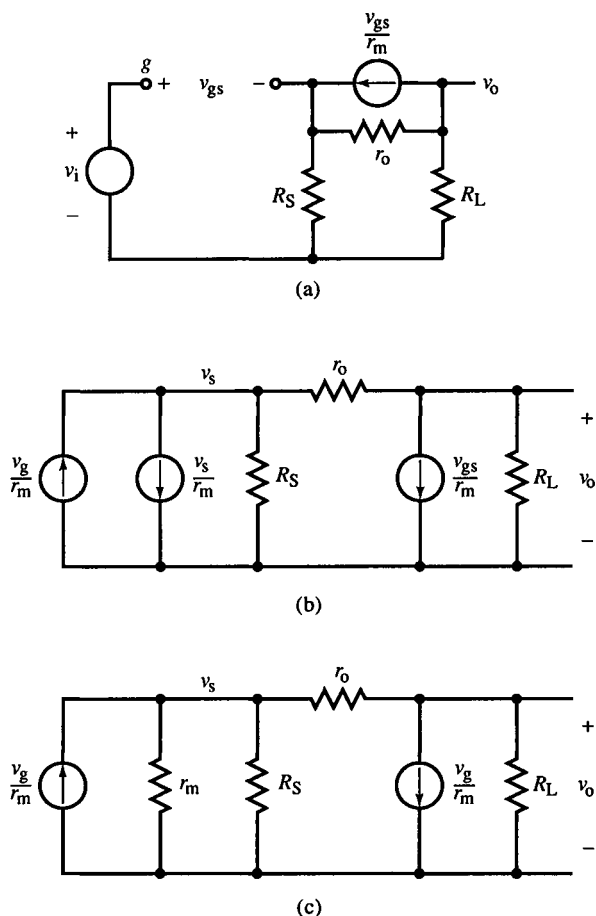 v_gs/r_m
g + v_gs − v_o
+
v_i
−
r_o
R_S R_L
(a)
v_s r_o
+
v_g/r_m v_s/r_m R_S v_gs/r_m R_L v_o
−
(b)
v_s r_o
+
v_g/r_m r_m R_S v_g/r_m R_L v_o
−
(c)